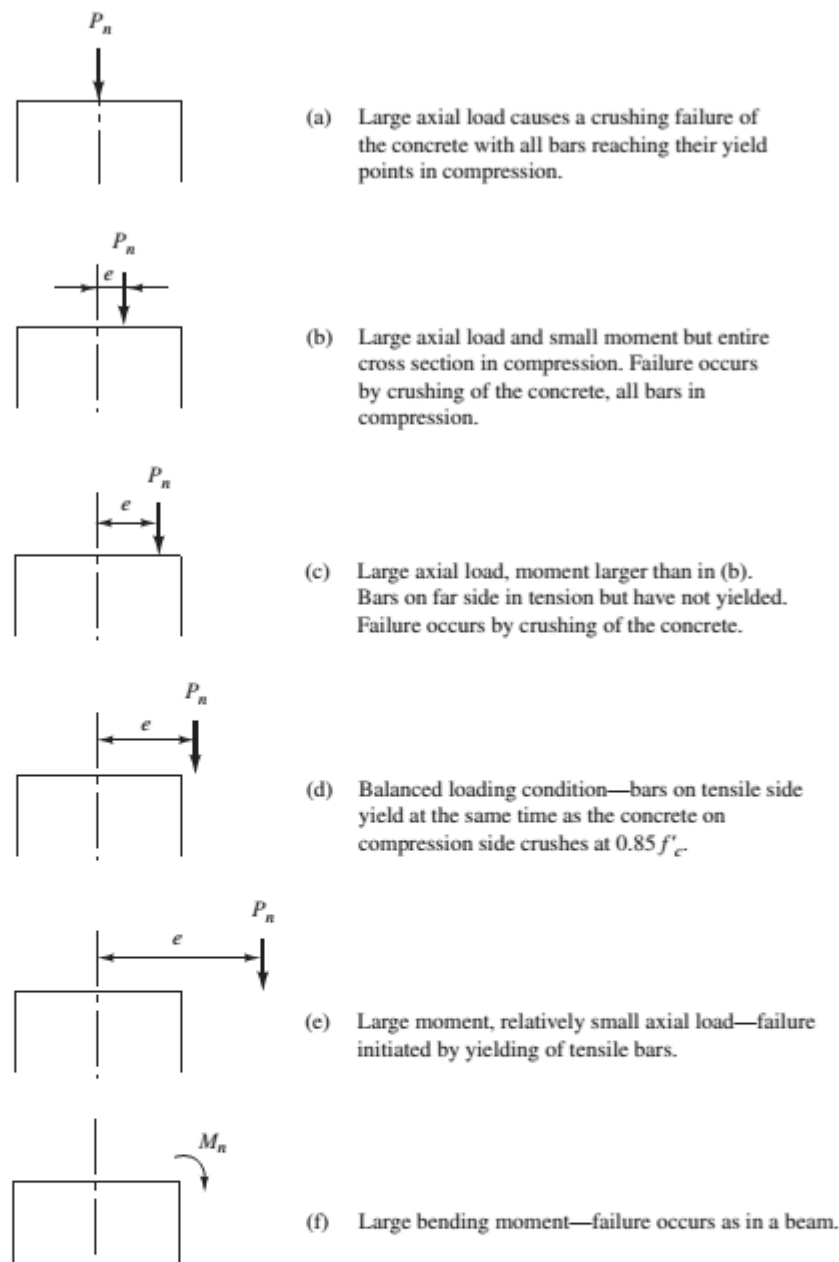 P_n
(a) Large axial load causes a crushing failure of
the concrete with all bars reaching their yield
points in compression.
P_n
e
(b) Large axial load and small moment but entire
cross section in compression. Failure occurs
by crushing of the concrete, all bars in
compression.
P_n
e
(c) Large axial load, moment larger than in (b).
Bars on far side in tension but have not yielded.
Failure occurs by crushing of the concrete.
P_n
e
(d) Balanced loading condition—bars on tensile side
yield at the same time as the concrete on
compression side crushes at 0.85 f'_c.
P_n
e
(e) Large moment, relatively small axial load—failure
initiated by yielding of tensile bars.
M_n
(f) Large bending moment—failure occurs as in a beam.